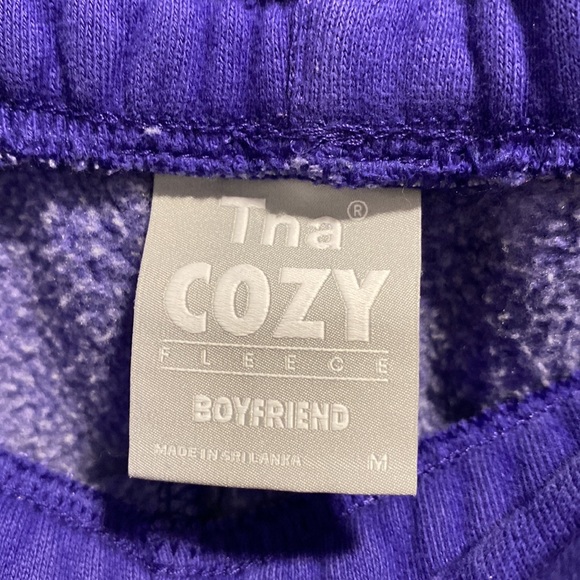 Tna®
COZY
FLEECE
BOYFRIEND
MADE IN SRI LANKA M